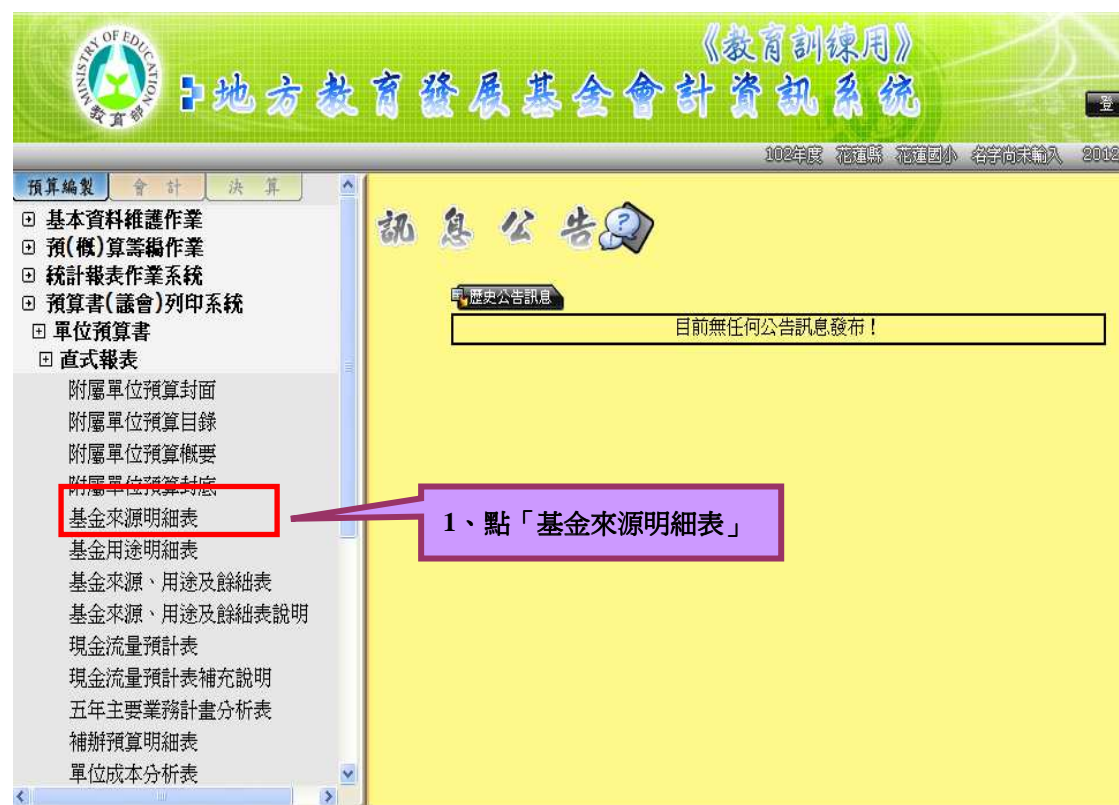 MINISTRY OF EDUCATION
教育部
《教育訓練用》
地方教育發展基金會計資訊系統
登
102年度 花蓮縣 花蓮國小 名字尚未輸入 2012
預算編製 會計 決算
基本資料維護作業
預(概)算籌編作業
統計報表作業系統
預算書(議會)列印系統
單位預算書
直式報表
附屬單位預算封面
附屬單位預算目錄
附屬單位預算概要
附屬單位預算封底
基金來源明細表
基金用途明細表
基金來源、用途及餘絀表
基金來源、用途及餘絀表說明
現金流量預計表
現金流量預計表補充說明
五年主要業務計畫分析表
補辦預算明細表
單位成本分析表
訊息公告
歷史公告訊息
目前無任何公告訊息發布！
1、點「基金來源明細表」